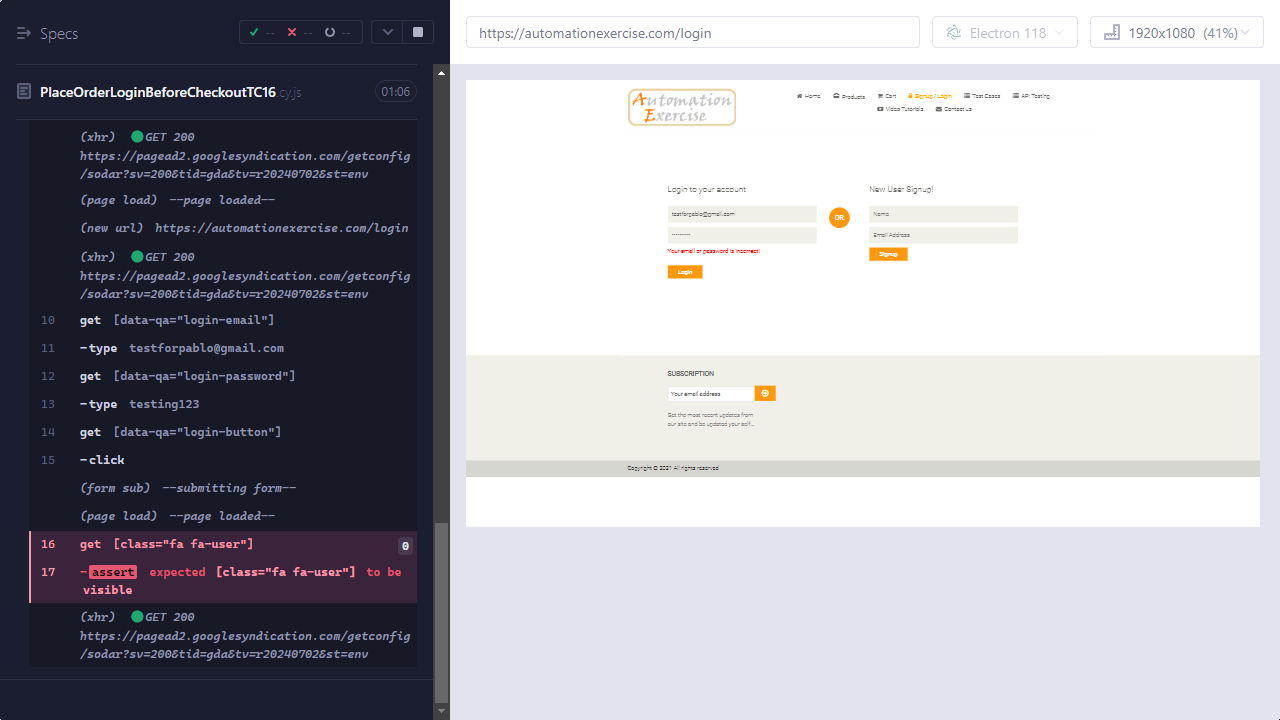 Specs
--
--
--
PlaceOrderLoginBeforeCheckoutTC16.cy.js
01:06
(xhr) GET 200
https://pagead2.googlesyndication.com/getconfig
/sodar?sv=200&tid=gda&tv=r20240702&st=env
(page load) --page loaded--
(new url) https://automationexercise.com/login
(xhr) GET 200
https://pagead2.googlesyndication.com/getconfig
/sodar?sv=200&tid=gda&tv=r20240702&st=env
10 get [data-qa="login-email"]
11 -type testforpablo@gmail.com
12 get [data-qa="login-password"]
13 -type testing123
14 get [data-qa="login-button"]
15 -click
(form sub) --submitting form--
(page load) --page loaded--
16 get [class="fa fa-user"] 0
17 -assert expected [class="fa fa-user"] to be
visible
(xhr) GET 200
https://pagead2.googlesyndication.com/getconfig
/sodar?sv=200&tid=gda&tv=r20240702&st=env
https://automationexercise.com/login
Electron 118
1920x1080 (41%)
Automation
Exercise
Home Products Cart Signup / Login Test Cases API Testing
Video Tutorials Contact us
Login to your account
testforpablo@gmail.com
Your email or password is incorrect!
Login
OR
New User Signup!
Name
Email Address
Signup
SUBSCRIPTION
Your email address
Get the most recent updates from
our site and be updated your self...
Copyright © 2021 All rights reserved